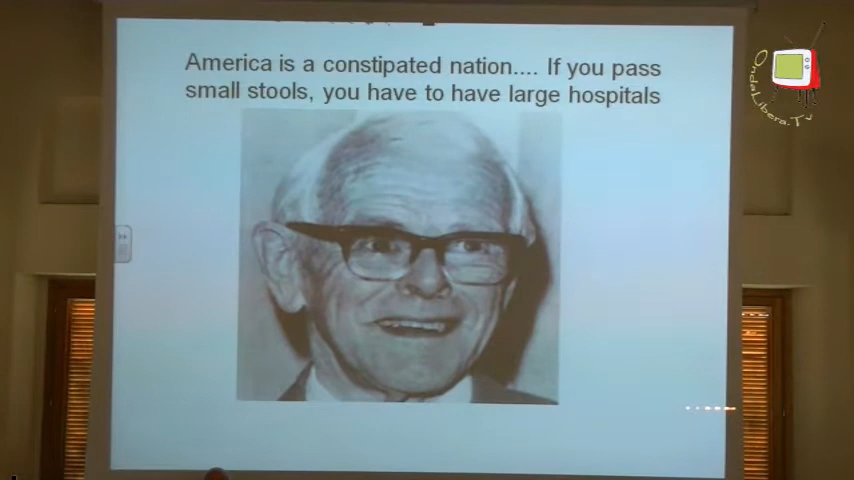 America is a constipated nation.... If you pass
small stools, you have to have large hospitals
OndaLibera.Tv